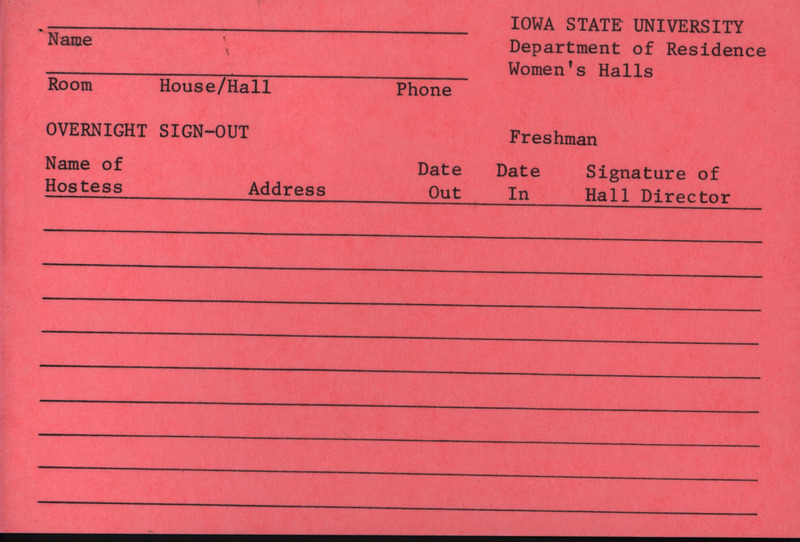 IOWA STATE UNIVERSITY
Name
Department of Residence
Women's Halls
Room House/Hall Phone
OVERNIGHT SIGN-OUT
Freshman
Name of Hostess Address Date Out Date In Signature of Hall Director